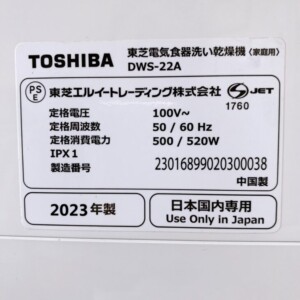 TOSHIBA 東芝電気食器洗い乾燥機〈家庭用〉
DWS-22A
PS
E
東芝エルイートレーディング株式会社 S JET
1760
定格電圧 100V~
定格周波数 50 / 60 Hz
定格消費電力 500 / 520W
IPX1
製造番号 23016899020300038
中国製
2023年製
日本国内専用
Use Only in Japan